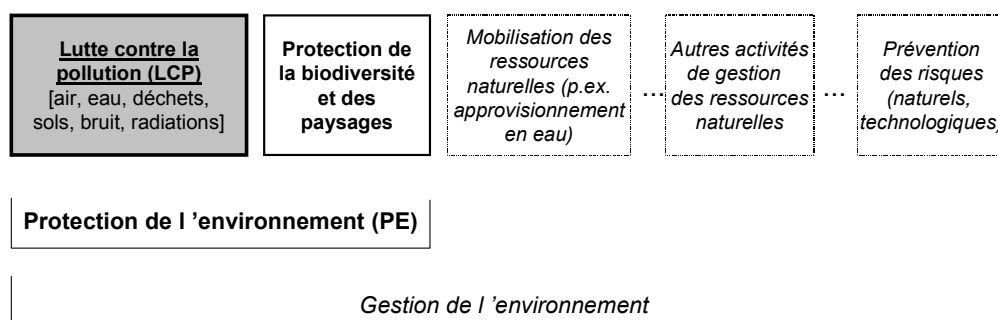 Lutte contre la
pollution (LCP)
[air, eau, déchets,
sols, bruit, radiations]
Protection de
la biodiversité
et des
paysages
Mobilisation des
ressources
naturelles (p.ex.
approvisionnement
en eau)
...
Autres activités
de gestion
des ressources
naturelles
...
Prévention
des risques
(naturels,
technologiques)
Protection de l ’environnement (PE)
Gestion de l ’environnement